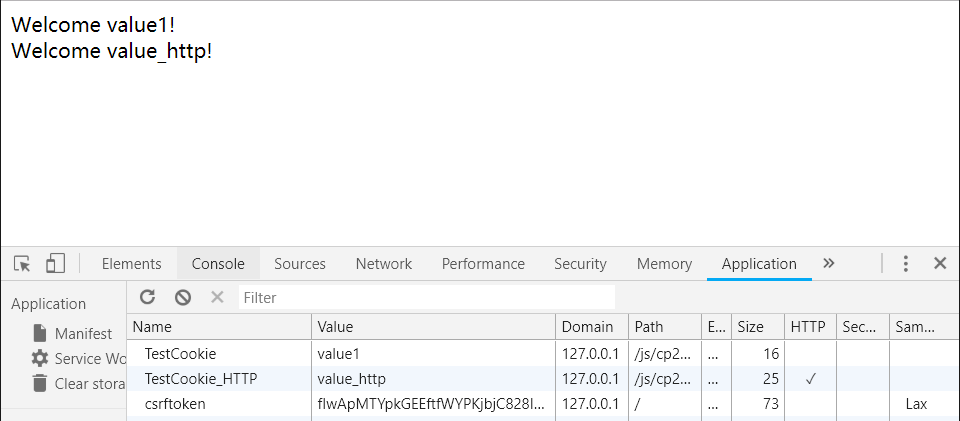 Welcome value1!
Welcome value_http!
Elements Console Sources Network Performance Security Memory Application »
Application
Manifest
Service Wo
Clear stora
Filter
Name Value Domain Path E... Size HTTP Sec... Sam...
TestCookie value1 127.0.0.1 /js/cp2... ... 16
TestCookie_HTTP value_http 127.0.0.1 /js/cp2... ... 25 ✓
csrftoken 127.0.0.1 / ... 73 Lax